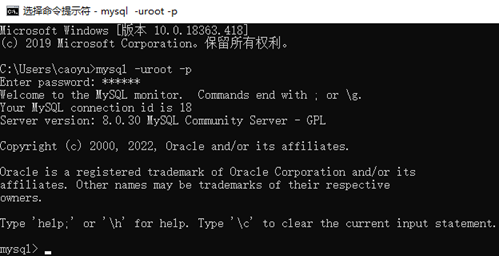 选择命令提示符 - mysql -uroot -p
Microsoft Windows [版本 10.0.18363.418]
(c) 2019 Microsoft Corporation。保留所有权利。
C:\Users\caoyu>mysql -uroot -p
Enter password: ******
Welcome to the MySQL monitor.  Commands end with ; or \g.
Your MySQL connection id is 18
Server version: 8.0.30 MySQL Community Server - GPL
Copyright (c) 2000, 2022, Oracle and/or its affiliates.
Oracle is a registered trademark of Oracle Corporation and/or its
affiliates. Other names may be trademarks of their respective
owners.
Type 'help;' or '\h' for help. Type '\c' to clear the current input statement.
mysql>